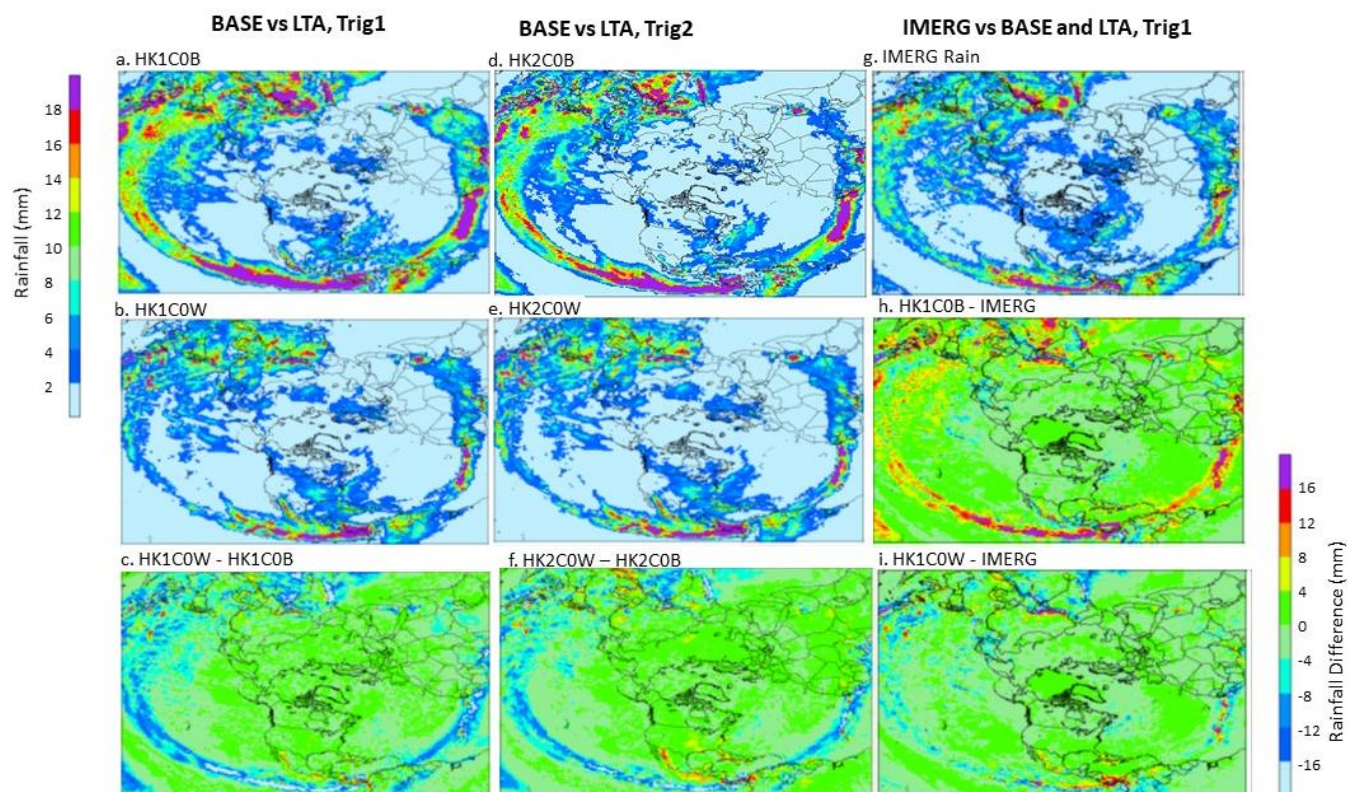 BASE vs LTA, Trig1
BASE vs LTA, Trig2
IMERG vs BASE and LTA, Trig1
a. HK1C0B
d. HK2C0B
g. IMERG Rain
18
16
14
12
10
8
6
4
2
Rainfall (mm)
b. HK1C0W
e. HK2C0W
h. HK1C0B - IMERG
c. HK1C0W - HK1C0B
f. HK2C0W – HK2C0B
i. HK1C0W - IMERG
16
12
8
4
0
-4
-8
-12
-16
Rainfall Difference (mm)